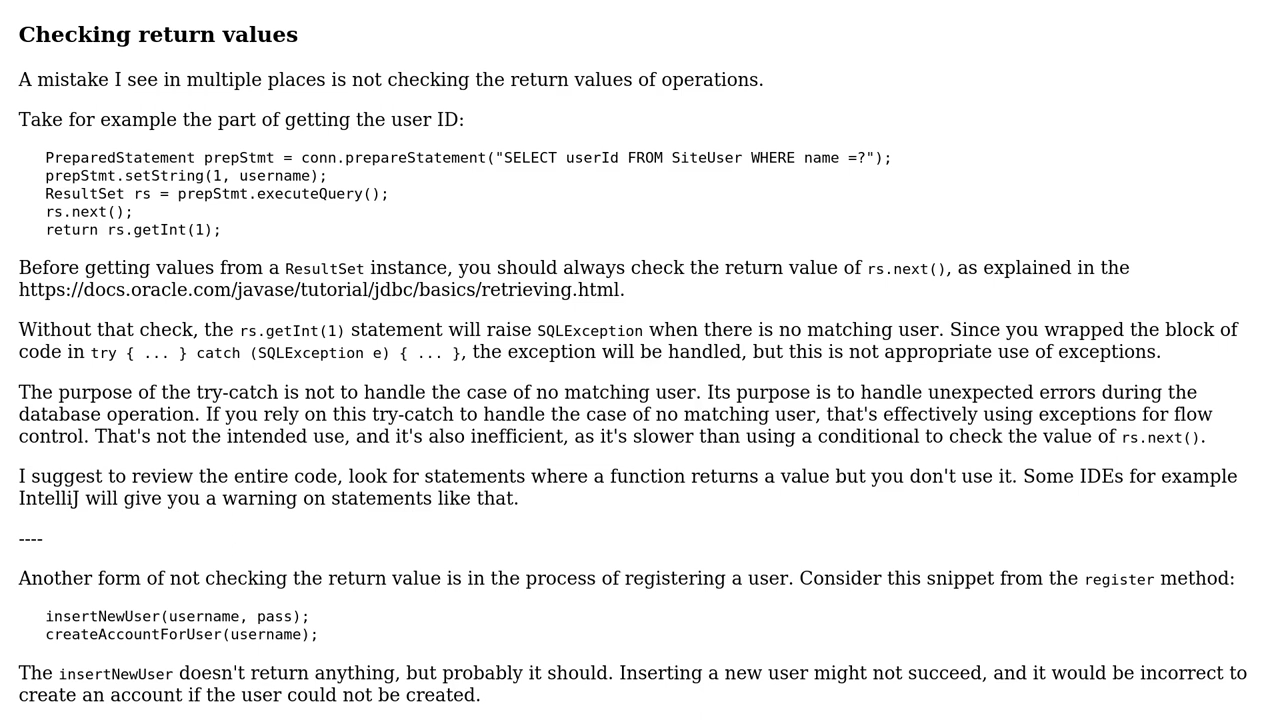 Checking return values
A mistake I see in multiple places is not checking the return values of operations.
Take for example the part of getting the user ID:
PreparedStatement prepStmt = conn.prepareStatement("SELECT userId FROM SiteUser WHERE name =?");
prepStmt.setString(1, username);
ResultSet rs = prepStmt.executeQuery();
rs.next();
return rs.getInt(1);
Before getting values from a ResultSet instance, you should always check the return value of rs.next(), as explained in the
https://docs.oracle.com/javase/tutorial/jdbc/basics/retrieving.html.
Without that check, the rs.getInt(1) statement will raise SQLException when there is no matching user. Since you wrapped the block of
code in try { ... } catch (SQLException e) { ... }, the exception will be handled, but this is not appropriate use of exceptions.
The purpose of the try-catch is not to handle the case of no matching user. Its purpose is to handle unexpected errors during the
database operation. If you rely on this try-catch to handle the case of no matching user, that's effectively using exceptions for flow
control. That's not the intended use, and it's also inefficient, as it's slower than using a conditional to check the value of rs.next().
I suggest to review the entire code, look for statements where a function returns a value but you don't use it. Some IDEs for example
IntelliJ will give you a warning on statements like that.
----
Another form of not checking the return value is in the process of registering a user. Consider this snippet from the register method:
insertNewUser(username, pass);
createAccountForUser(username);
The insertNewUser doesn't return anything, but probably it should. Inserting a new user might not succeed, and it would be incorrect to
create an account if the user could not be created.